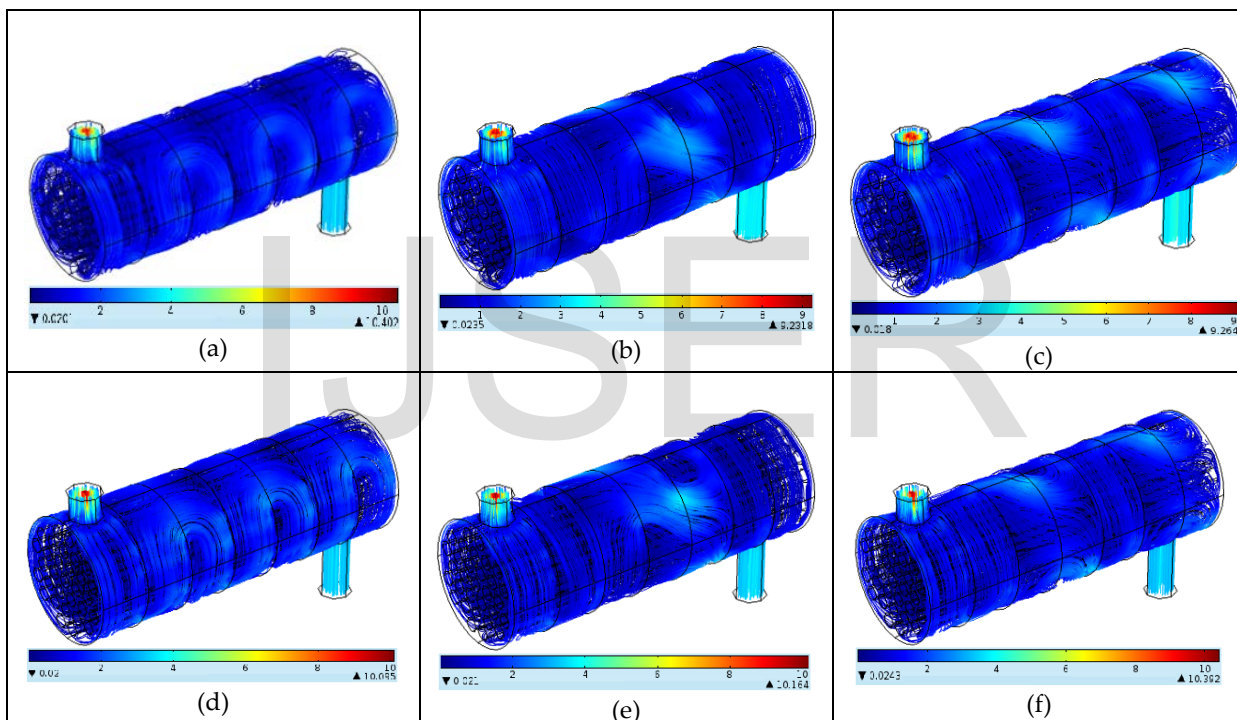 2 4 6 8 10
▼ 0.0201 ▲ 10.402
(a)
1 2 3 4 5 6 7 8 9
▼ 0.0235 ▲ 9.2318
(b)
1 2 3 4 5 6 7 8 9
▼ 0.018 ▲ 9.264
(c)
IJSER
2 4 6 8 10
▼ 0.02 ▲ 10.095
(d)
2 4 6 8 10
▼ 0.021 ▲ 10.164
(e)
2 4 6 8 10
▼ 0.0243 ▲ 10.392
(f)